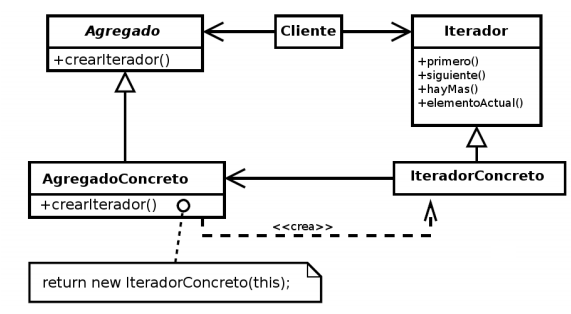 Agregado
+crearIterador()
Cliente
Iterador
+primero()
+siguiente()
+hayMas()
+elementoActual()
AgregadoConcreto
+crearIterador()
IteradorConcreto
<<crea>>
return new IteradorConcreto(this);